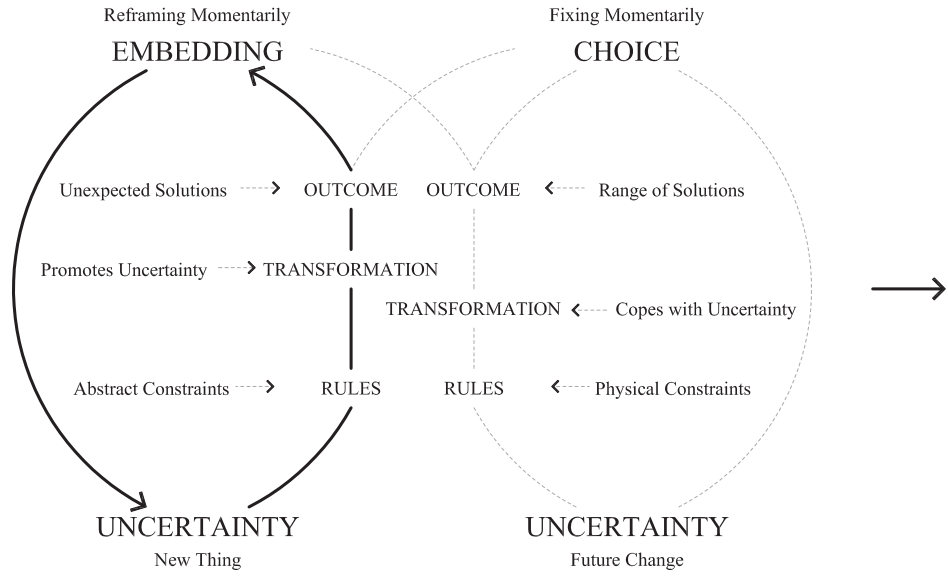 Reframing Momentarily
EMBEDDING
Fixing Momentarily
CHOICE
Unexpected Solutions
OUTCOME
OUTCOME
Range of Solutions
Promotes Uncertainty
TRANSFORMATION
TRANSFORMATION
Copes with Uncertainty
Abstract Constraints
RULES
RULES
Physical Constraints
UNCERTAINTY
New Thing
UNCERTAINTY
Future Change